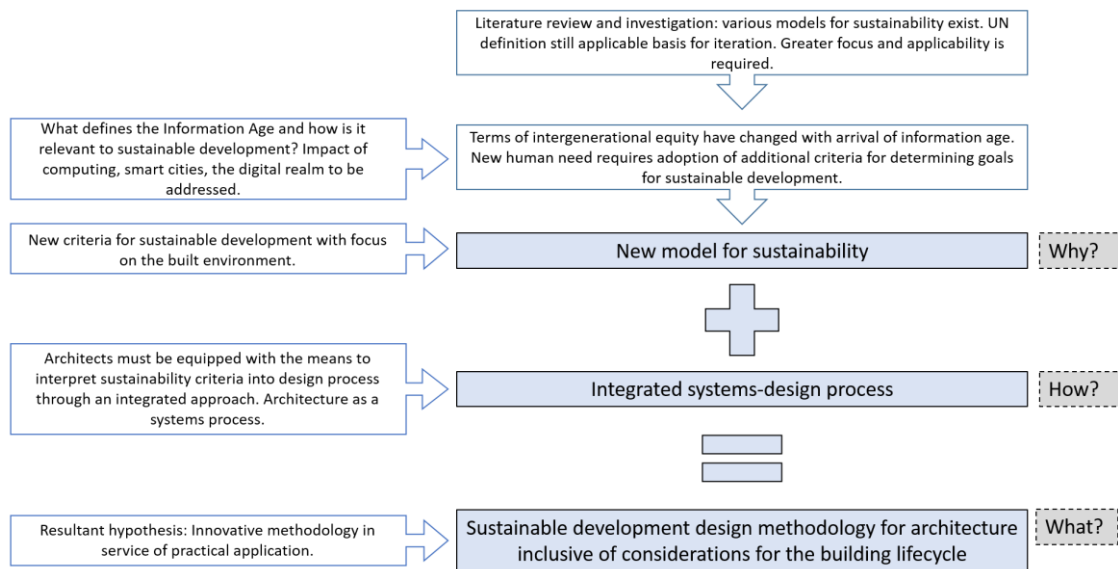 Literature review and investigation: various models for sustainability exist. UN
definition still applicable basis for iteration. Greater focus and applicability is
required.
What defines the Information Age and how is it
relevant to sustainable development? Impact of
computing, smart cities, the digital realm to be
addressed.
Terms of intergenerational equity have changed with arrival of information age.
New human need requires adoption of additional criteria for determining goals
for sustainable development.
New criteria for sustainable development with focus
on the built environment.
New model for sustainability
Why?
Architects must be equipped with the means to
interpret sustainability criteria into design process
through an integrated approach. Architecture as a
systems process.
Integrated systems-design process
How?
Resultant hypothesis: Innovative methodology in
service of practical application.
Sustainable development design methodology for architecture
inclusive of considerations for the building lifecycle
What?